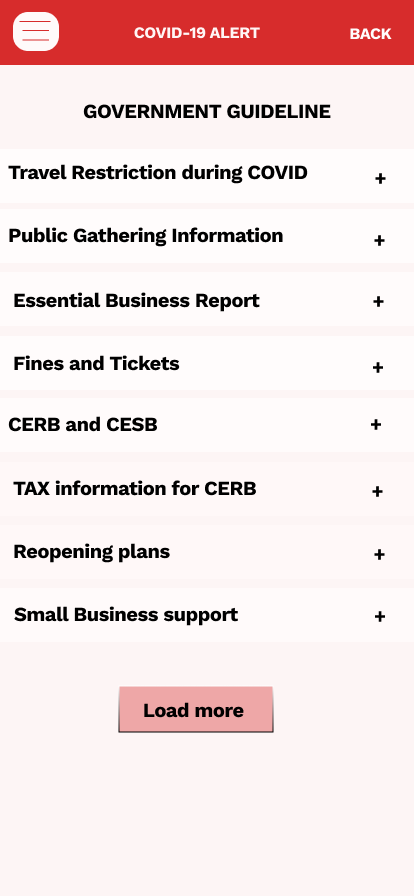 COVID-19 ALERT
BACK
GOVERNMENT GUIDELINE
Travel Restriction during COVID +
Public Gathering Information +
Essential Business Report +
Fines and Tickets +
CERB and CESB +
TAX information for CERB +
Reopening plans +
Small Business support +
Load more